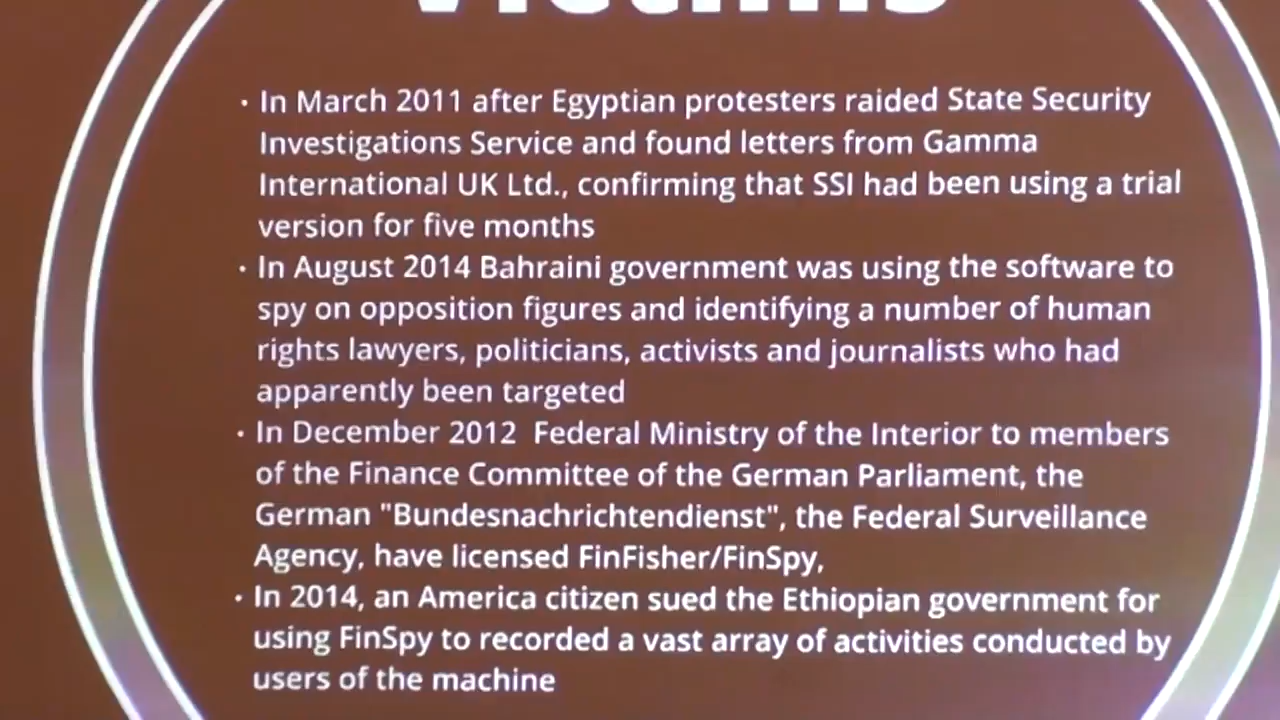 Victims
• In March 2011 after Egyptian protesters raided State Security
Investigations Service and found letters from Gamma
International UK Ltd., confirming that SSI had been using a trial
version for five months
• In August 2014 Bahraini government was using the software to
spy on opposition figures and identifying a number of human
rights lawyers, politicians, activists and journalists who had
apparently been targeted
• In December 2012 Federal Ministry of the Interior to members
of the Finance Committee of the German Parliament, the
German "Bundesnachrichtendienst", the Federal Surveillance
Agency, have licensed FinFisher/FinSpy,
• In 2014, an America citizen sued the Ethiopian government for
using FinSpy to recorded a vast array of activities conducted by
users of the machine